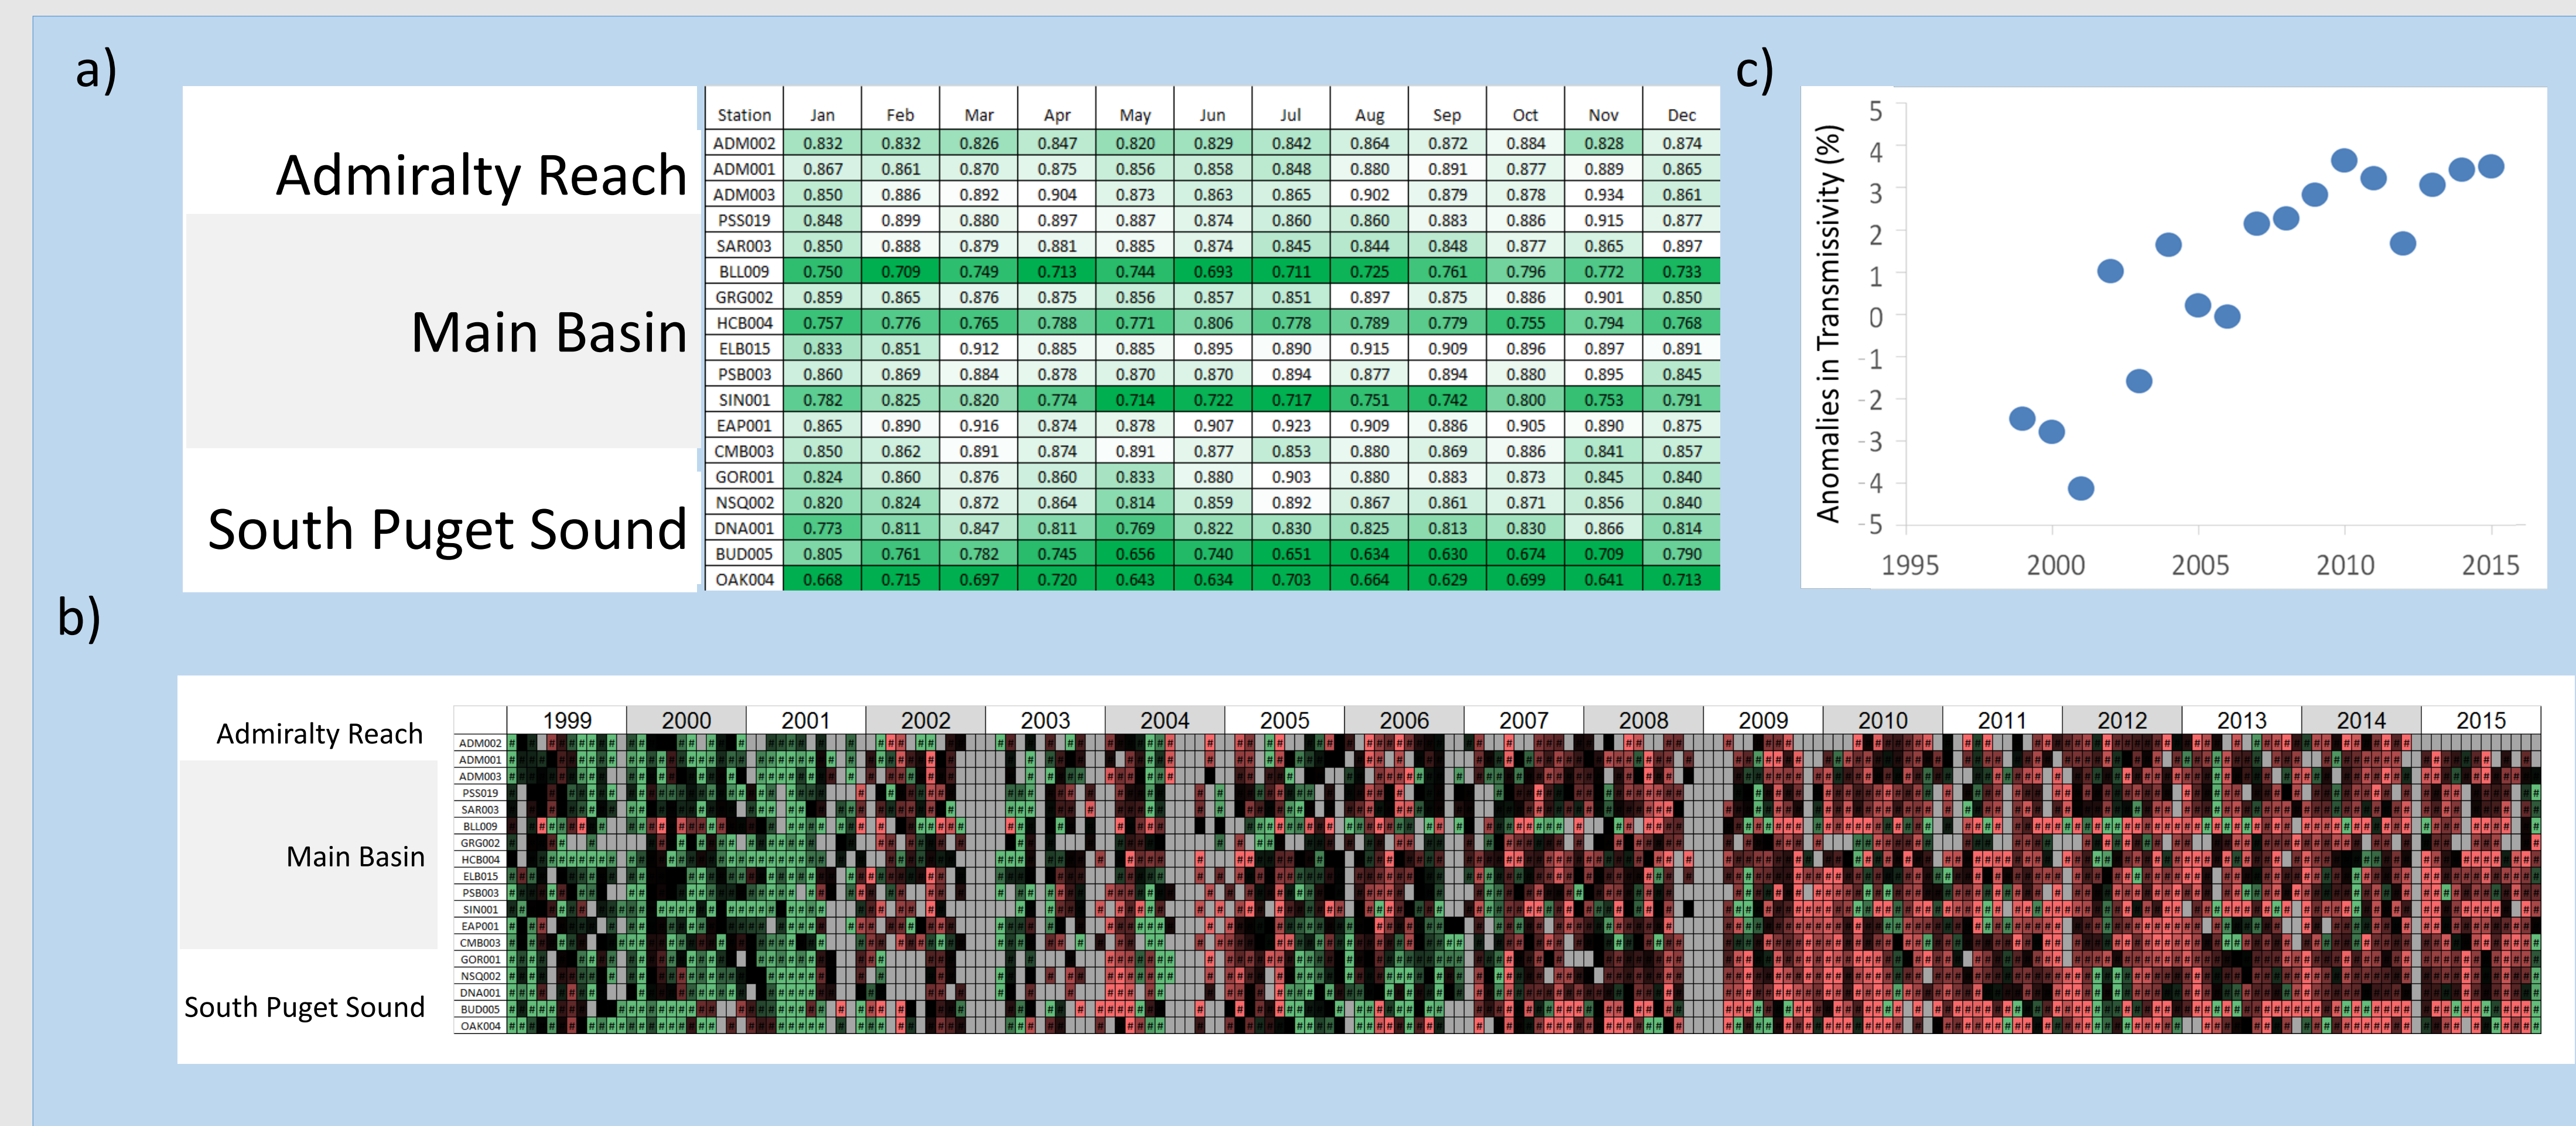 a)
Admiralty Reach
Main Basin
South Puget Sound
Station Jan Feb Mar Apr May Jun Jul Aug Sep Oct Nov Dec
ADM002 0.832 0.832 0.826 0.847 0.820 0.829 0.842 0.864 0.872 0.884 0.828 0.874
ADM001 0.867 0.861 0.870 0.875 0.856 0.858 0.848 0.880 0.891 0.877 0.889 0.865
ADM003 0.850 0.886 0.892 0.904 0.873 0.863 0.865 0.902 0.879 0.878 0.934 0.861
PSS019 0.848 0.899 0.880 0.897 0.887 0.874 0.860 0.860 0.883 0.886 0.915 0.877
SAR003 0.850 0.888 0.879 0.881 0.885 0.874 0.845 0.844 0.848 0.877 0.865 0.897
BLL009 0.750 0.709 0.749 0.713 0.744 0.693 0.711 0.725 0.761 0.796 0.772 0.733
GRG002 0.859 0.865 0.876 0.875 0.856 0.857 0.851 0.897 0.875 0.886 0.901 0.850
HCB004 0.757 0.776 0.765 0.788 0.771 0.806 0.778 0.789 0.779 0.755 0.794 0.768
ELB015 0.833 0.851 0.912 0.885 0.885 0.895 0.890 0.915 0.909 0.896 0.897 0.891
PSB003 0.860 0.869 0.884 0.878 0.870 0.870 0.894 0.877 0.894 0.880 0.895 0.845
SIN001 0.782 0.825 0.820 0.774 0.714 0.722 0.717 0.751 0.742 0.800 0.753 0.791
EAP001 0.865 0.890 0.916 0.874 0.878 0.907 0.923 0.909 0.886 0.905 0.890 0.875
CMB003 0.850 0.862 0.891 0.874 0.891 0.877 0.853 0.880 0.869 0.886 0.841 0.857
GOR001 0.824 0.860 0.876 0.860 0.833 0.880 0.903 0.880 0.883 0.873 0.845 0.840
NSQ002 0.820 0.824 0.872 0.864 0.814 0.859 0.892 0.867 0.861 0.871 0.856 0.840
DNA001 0.773 0.811 0.847 0.811 0.769 0.822 0.830 0.825 0.813 0.830 0.866 0.814
BUD005 0.805 0.761 0.782 0.745 0.656 0.740 0.651 0.634 0.630 0.674 0.709 0.790
OAK004 0.668 0.715 0.697 0.720 0.643 0.634 0.703 0.664 0.629 0.699 0.641 0.713
c)
Anomalies in Transmissivity (%)
5
4
3
2
1
0
-1
-2
-3
-4
-5
1995 2000 2005 2010 2015
b)
Admiralty Reach
Main Basin
South Puget Sound
1999 2000 2001 2002 2003 2004 2005 2006 2007 2008 2009 2010 2011 2012 2013 2014 2015
ADM002
ADM001
ADM003
PSS019
SAR003
BLL009
GRG002
HCB004
ELB015
PSB003
SIN001
EAP001
CMB003
GOR001
NSQ002
DNA001
BUD005
OAK004